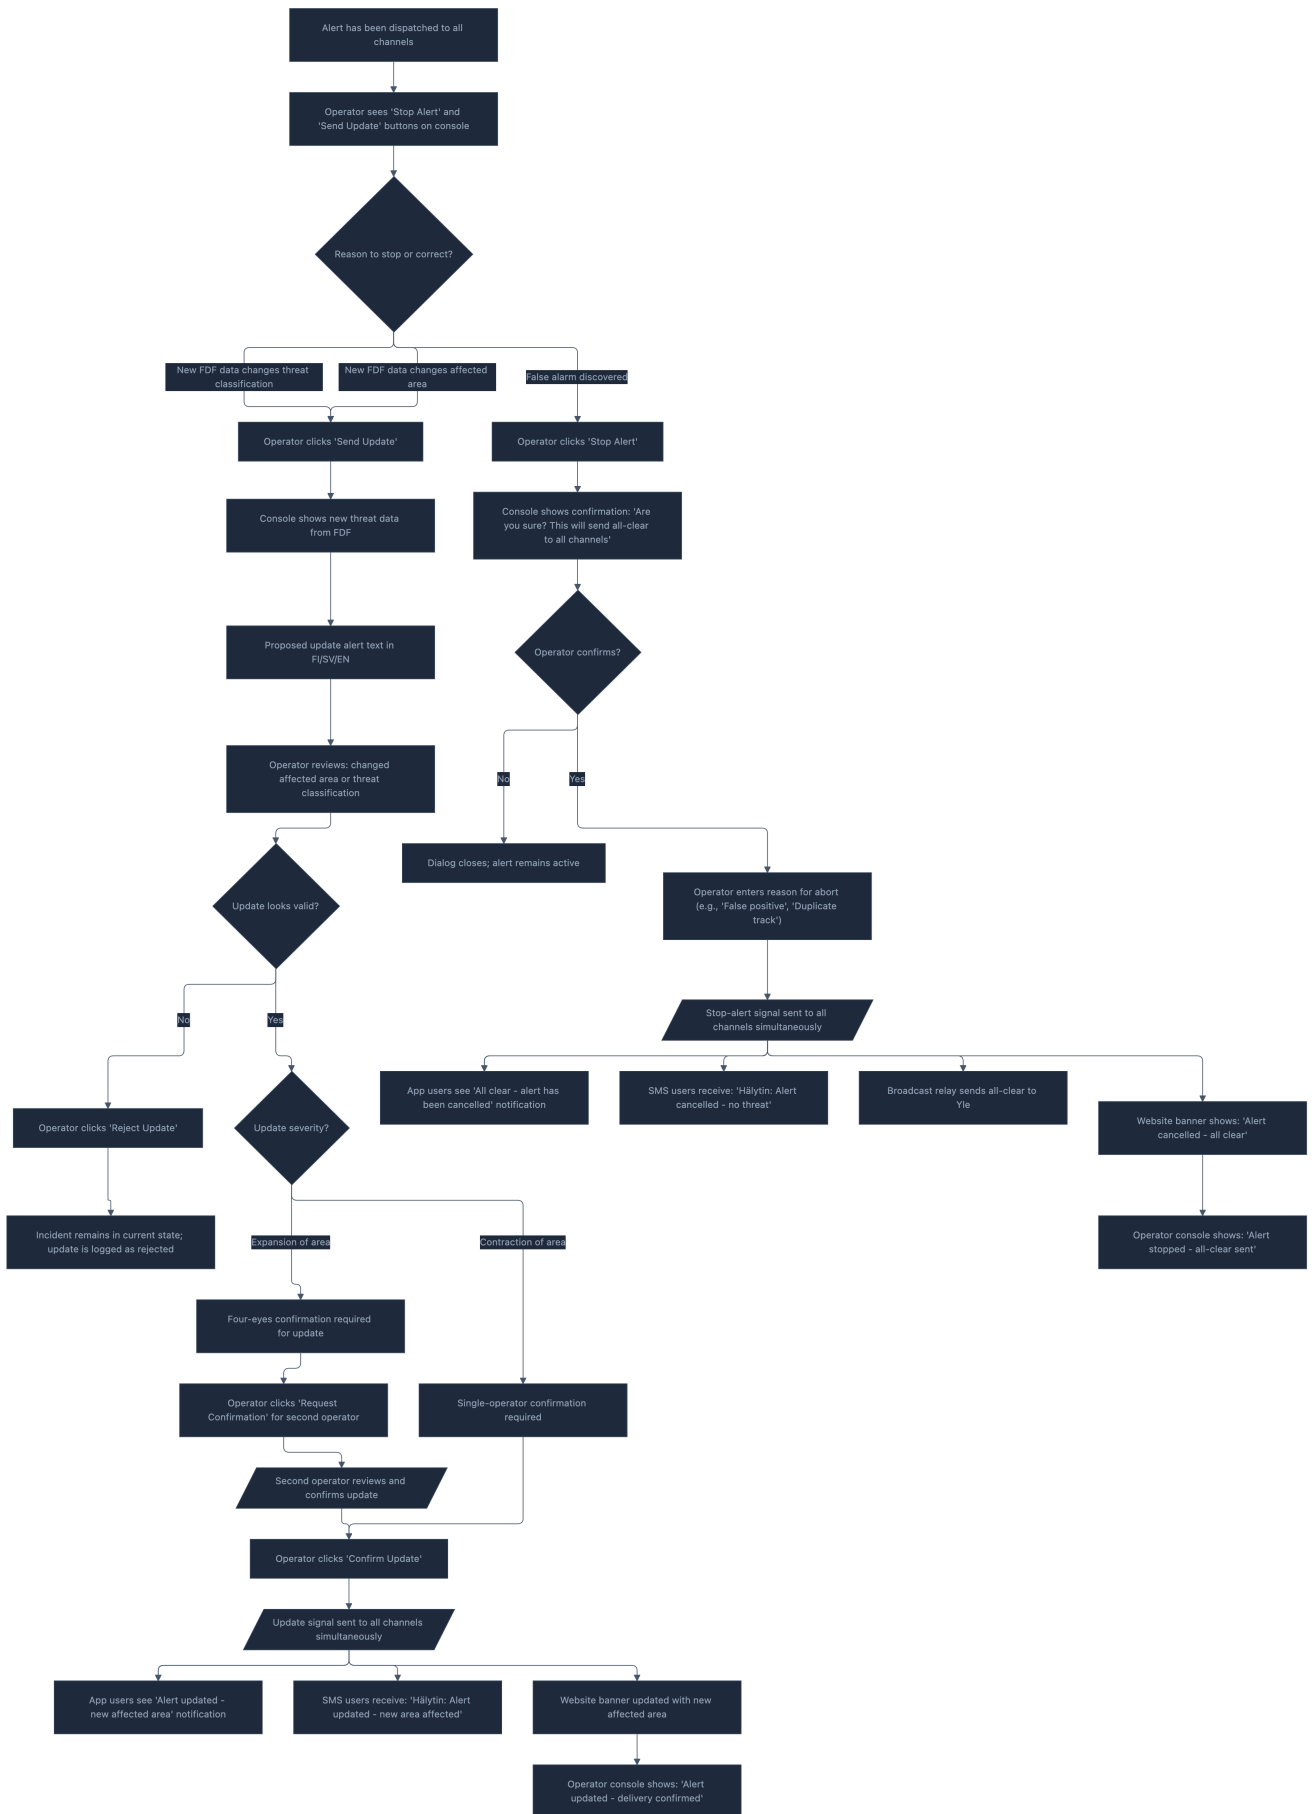 Alert has been dispatched to all
channels
Operator sees 'Stop Alert' and
'Send Update' buttons on console
Reason to stop or correct?
New FDF data changes threat
classification
New FDF data changes affected
area
False alarm discovered
Operator clicks 'Send Update'
Operator clicks 'Stop Alert'
Console shows new threat data
from FDF
Console shows confirmation: 'Are
you sure? This will send all-clear
to all channels'
Proposed update alert text in
FI/SV/EN
Operator confirms?
Operator reviews: changed
affected area or threat
classification
No
Yes
Dialog closes; alert remains active
Update looks valid?
Operator enters reason for abort
(e.g., 'False positive', 'Duplicate
track')
No
Yes
Stop-alert signal sent to all
channels simultaneously
App users see 'All clear - alert has
been cancelled' notification
SMS users receive: 'Hälytin: Alert
cancelled - no threat'
Broadcast relay sends all-clear to
Yle
Website banner shows: 'Alert
cancelled - all clear'
Operator clicks 'Reject Update'
Update severity?
Incident remains in current state;
update is logged as rejected
Expansion of area
Contraction of area
Operator console shows: 'Alert
stopped - all-clear sent'
Four-eyes confirmation required
for update
Operator clicks 'Request
Confirmation' for second operator
Single-operator confirmation
required
Second operator reviews and
confirms update
Operator clicks 'Confirm Update'
Update signal sent to all channels
simultaneously
App users see 'Alert updated -
new affected area' notification
SMS users receive: 'Hälytin: Alert
updated - new area affected'
Website banner updated with new
affected area
Operator console shows: 'Alert
updated - delivery confirmed'